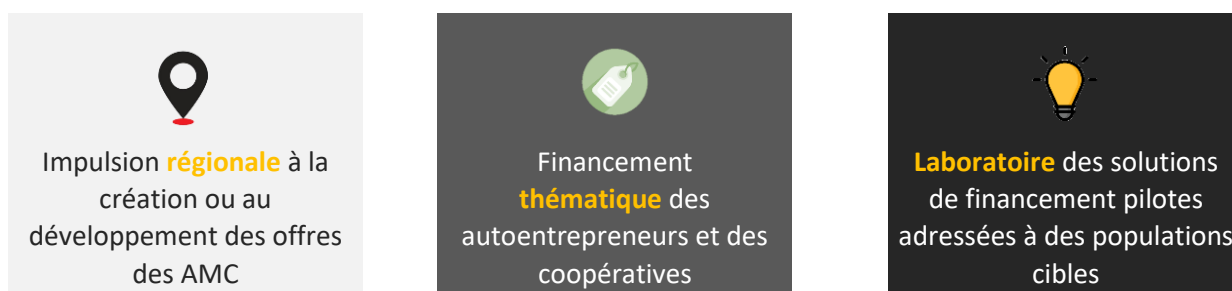 Impulsion régionale à la
création ou au
développement des offres
des AMC
Financement
thématique des
autoentrepreneurs et des
coopératives
Laboratoire des solutions
de financement pilotes
adressées à des populations
cibles